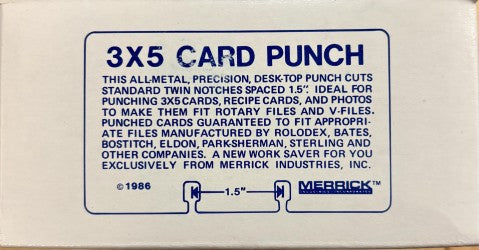 3X5 CARD PUNCH
THIS ALL-METAL, PRECISION, DESK-TOP PUNCH CUTS
STANDARD TWIN NOTCHES SPACED 1.5". IDEAL FOR
PUNCHING 3X5 CARDS, RECIPE CARDS, AND PHOTOS
TO MAKE THEM FIT ROTARY FILES AND V-FILES.
PUNCHED CARDS GUARANTEED TO FIT APPROPRI-
ATE FILES MANUFACTURED BY ROLODEX, BATES,
BOSTITCH, ELDON, PARK-SHERMAN, STERLING AND
OTHER COMPANIES. A NEW WORK SAVER FOR YOU
EXCLUSIVELY FROM MERRICK INDUSTRIES, INC.
©1986
1.5"
MERRICK™
INDUSTRIES INCORPORATED